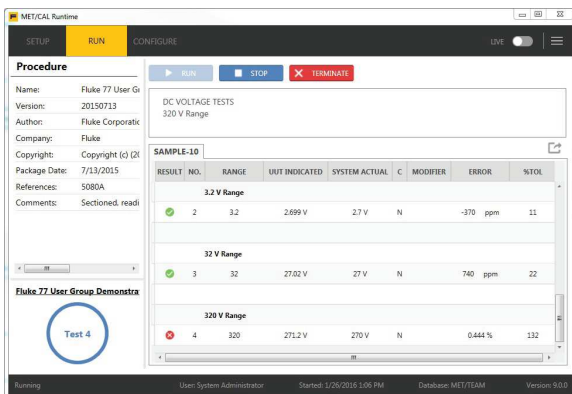 MET/CAL Runtime
SETUP RUN CONFIGURE LIVE
Procedure
Name: Fluke 77 User Gr
Version: 20150713
Author: Fluke Corporatic
Company: Fluke
Copyright: Copyright (c) (20
Package Date: 7/13/2015
References: 5080A
Comments: Sectioned, readi
Fluke 77 User Group Demonstra
Test 4
RUN STOP TERMINATE
DC VOLTAGE TESTS
320 V Range
SAMPLE-10
RESULT NO. RANGE UUT INDICATED SYSTEM ACTUAL C MODIFIER ERROR %TOL
3.2 V Range
2 3.2 2.699 V 2.7 V N -370 ppm 11
32 V Range
3 32 27.02 V 27 V N 740 ppm 22
320 V Range
4 320 271.2 V 270 V N 0.444 % 132
Running User: System Administrator Started: 1/26/2016 1:06 PM Database: MET/TEAM Version: 9.0.0